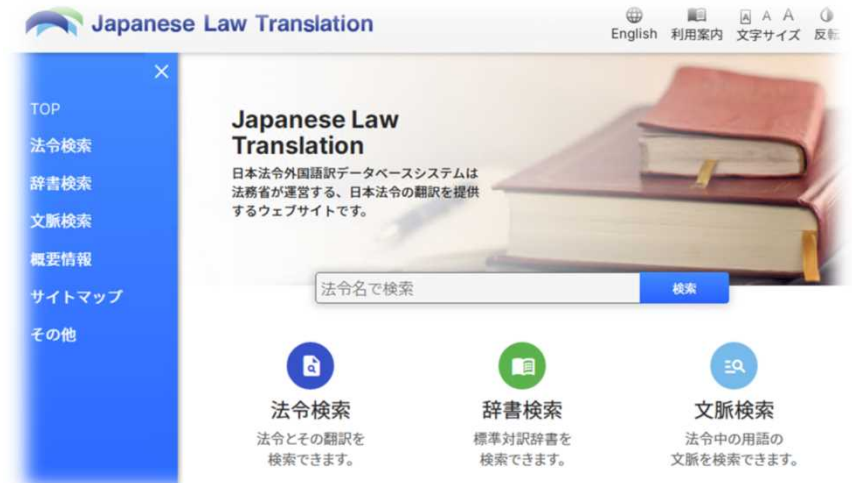 Japanese Law Translation
English 利用案内 文字サイズ 反転
A A A
TOP
法令検索
辞書検索
文脈検索
概要情報
サイトマップ
その他
Japanese Law
Translation
日本法令外国語訳データベースシステムは
法務省が運営する、日本法令の翻訳を提供
するウェブサイトです。
法令名で検索
検索
法令検索
法令とその翻訳を
検索できます。
辞書検索
標準対訳辞書を
検索できます。
文脈検索
法令中の用語の
文脈を検索できます。